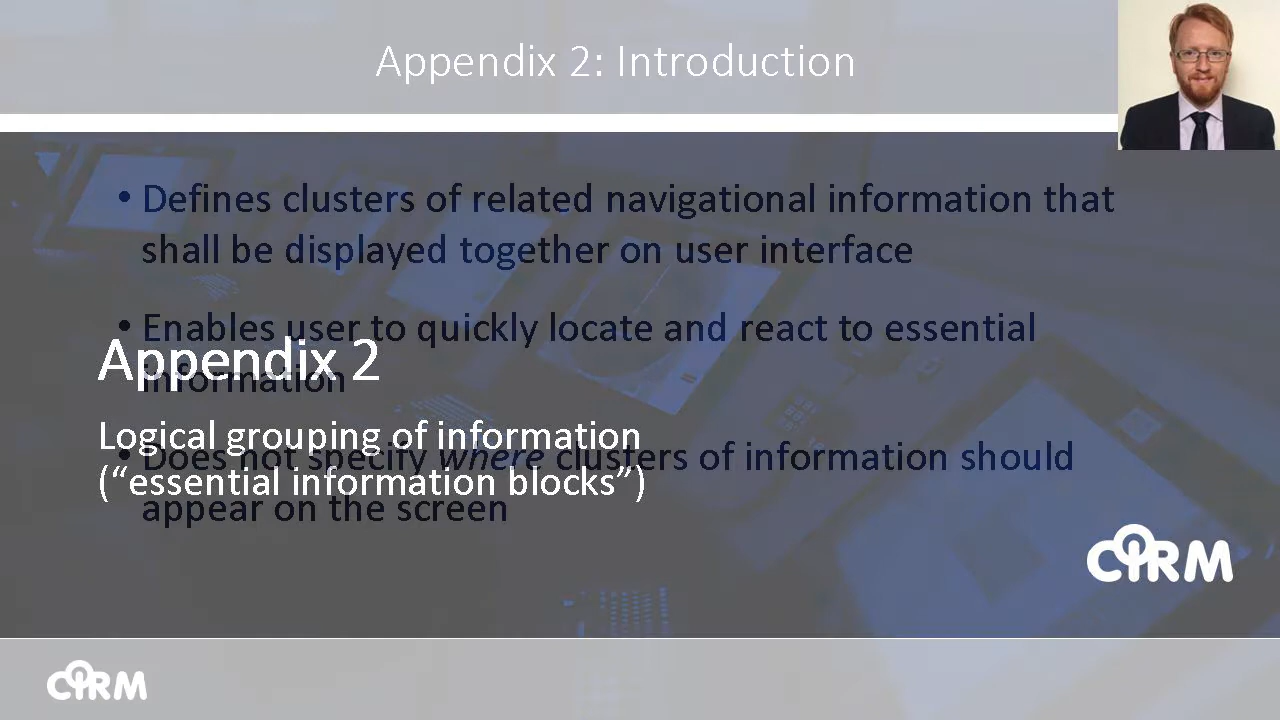 Appendix 2: Introduction
• Defines clusters of related navigational information that
shall be displayed together on user interface
• Enables user to quickly locate and react to essential
information
• Does not specify where clusters of information should
appear on the screen
Appendix 2
Logical grouping of information
(“essential information blocks”)
CIRM
CIRM